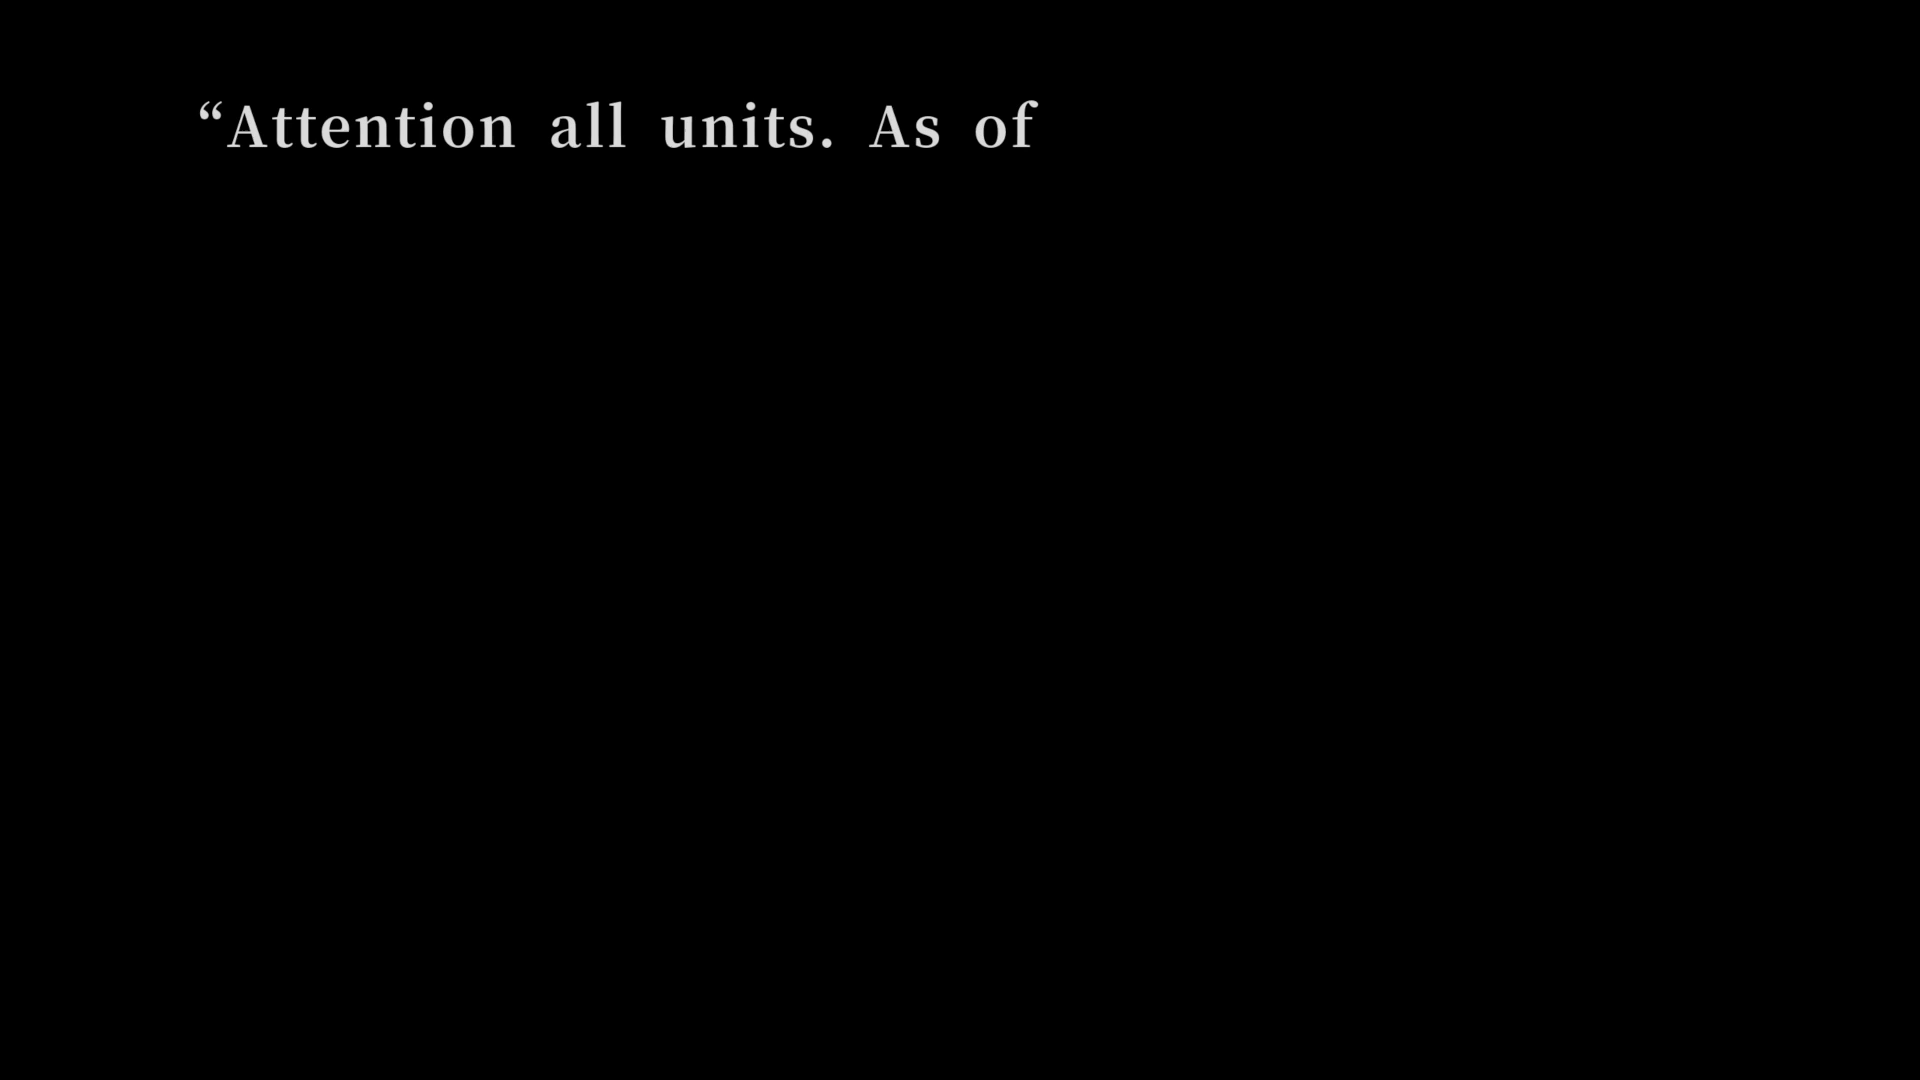 “Attention all units. As of